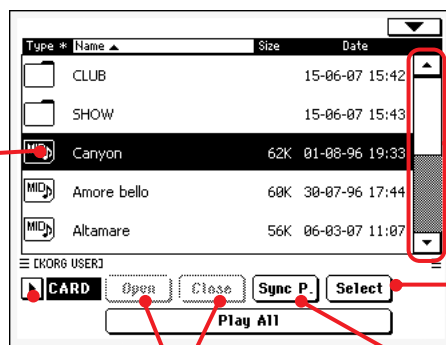 Type * Name Size Date
CLUB 15-06-07 15:42
SHOW 15-06-07 15:43
MID Canyon 62K 01-08-96 19:33
MID Amore bello 60K 30-07-96 17:44
MID Altamare 56K 06-03-07 11:07
[KORG USER]
CARD Open Close Sync P. Select
Play All